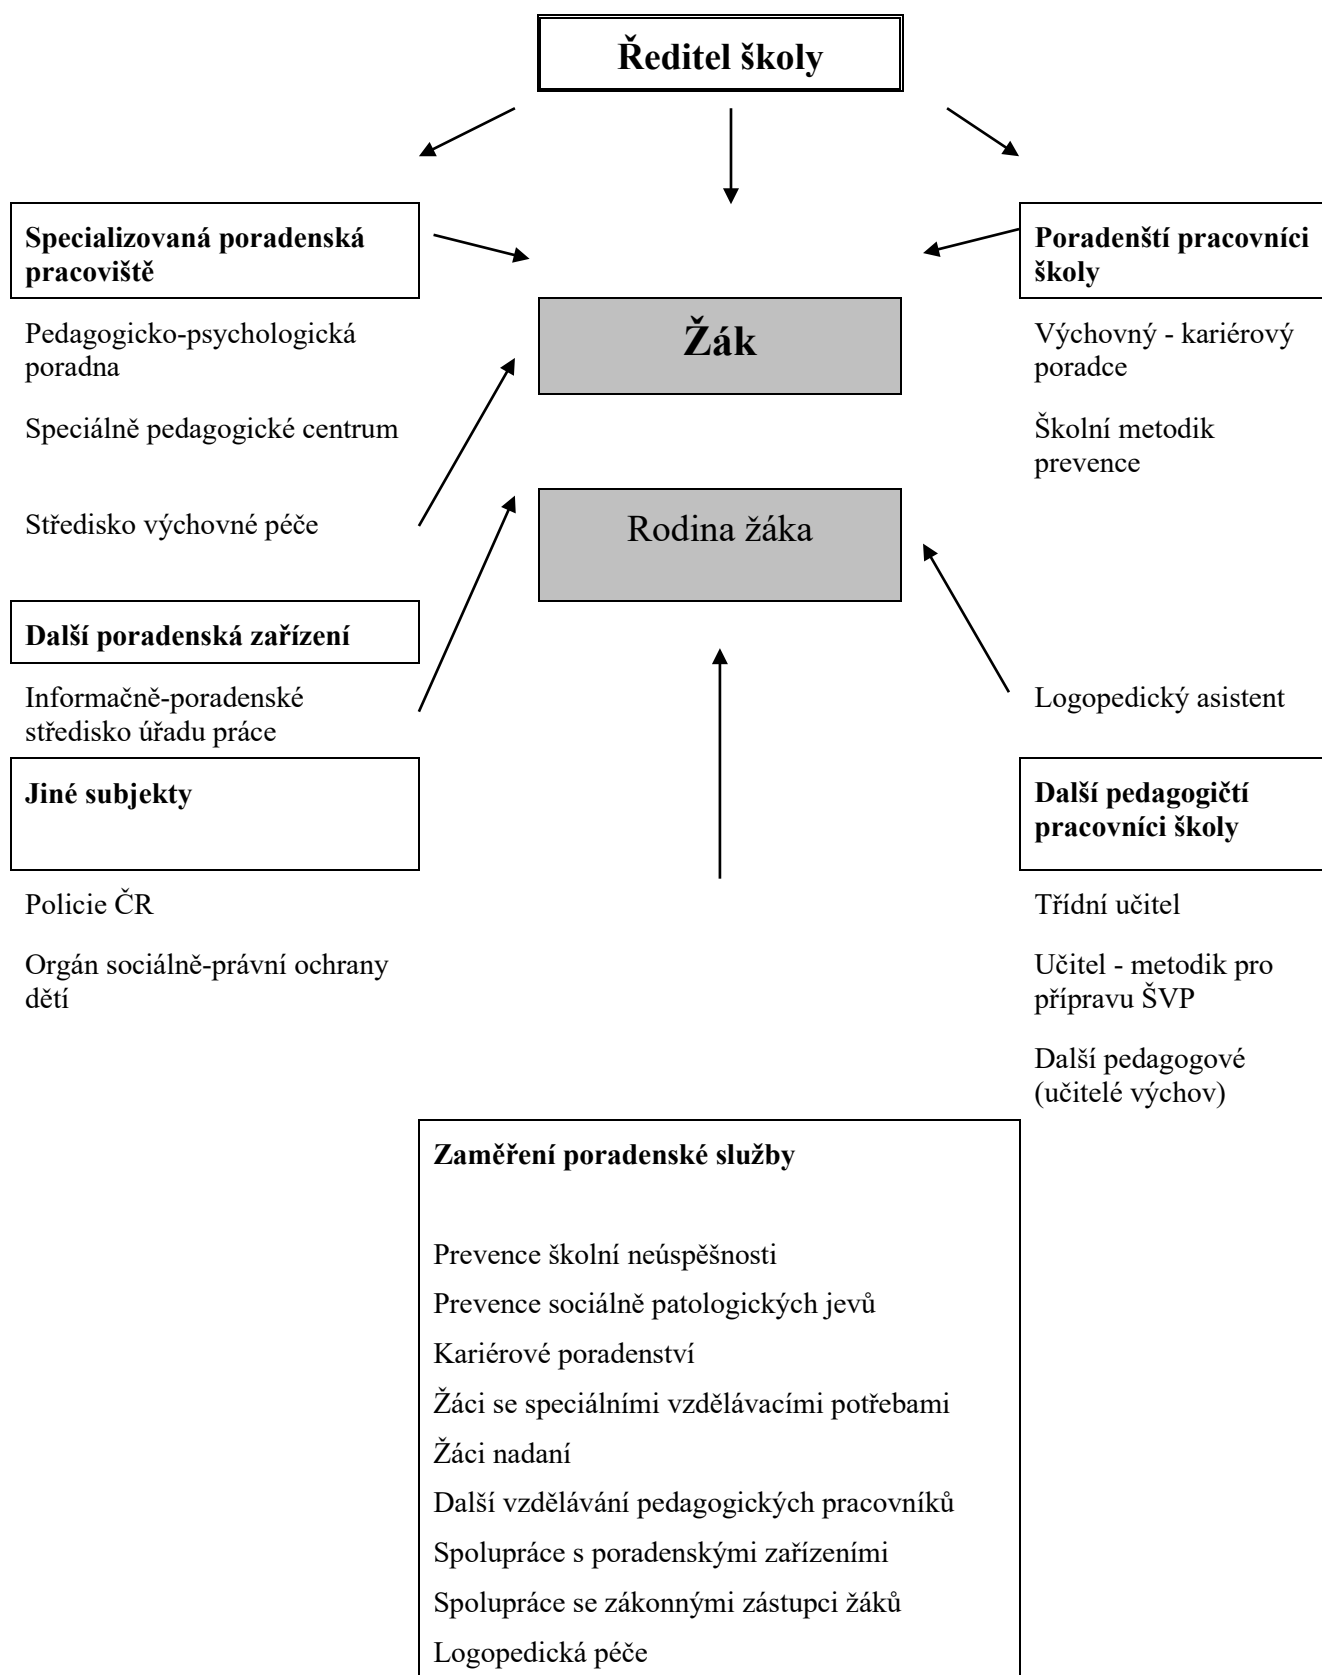 Ředitel školy
Specializovaná poradenská
pracoviště
Poradenští pracovníci
školy
Pedagogicko-psychologická
poradna
Žák
Výchovný - kariérový
poradce
Speciálně pedagogické centrum
Školní metodik
prevence
Středisko výchovné péče
Rodina žáka
Další poradenská zařízení
Informačně-poradenské
středisko úřadu práce
Logopedický asistent
Jiné subjekty
Další pedagogičtí
pracovníci školy
Policie ČR
Třídní učitel
Orgán sociálně-právní ochrany
dětí
Učitel - metodik pro
přípravu ŠVP
Další pedagogové
(učitelé výchov)
Zaměření poradenské služby
Prevence školní neúspěšnosti
Prevence sociálně patologických jevů
Kariérové poradenství
Žáci se speciálními vzdělávacími potřebami
Žáci nadaní
Další vzdělávání pedagogických pracovníků
Spolupráce s poradenskými zařízeními
Spolupráce se zákonnými zástupci žáků
Logopedická péče